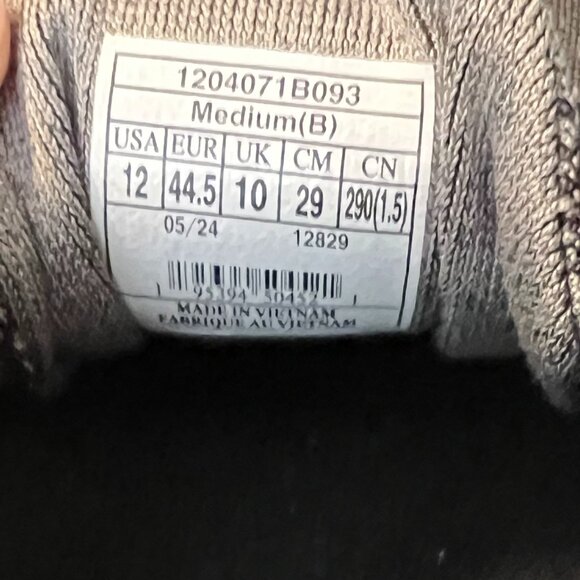 1204071B093
Medium(B)
USA EUR UK CM CN
12 44.5 10 29 290(1.5)
05/24 12829
MADE IN VIETNAM
FABRIQUE AU VIETNAM